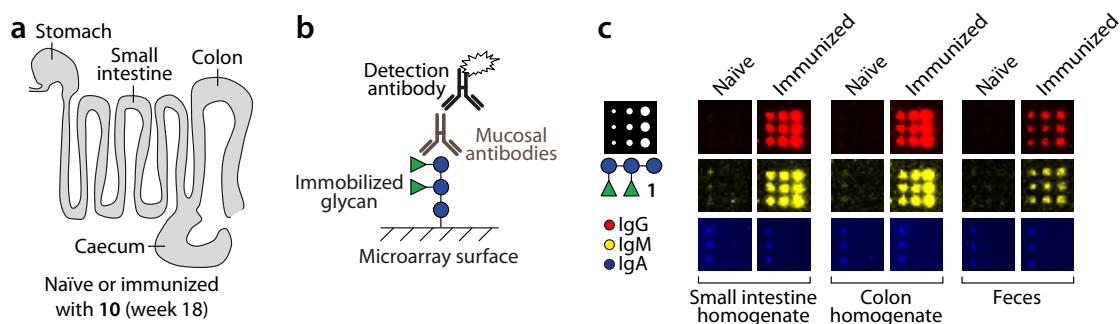 a
Stomach
Small
intestine
Colon
Caecum
Naïve or immunized
with 10 (week 18)
b
Detection
antibody
Mucosal
antibodies
Immobilized
glycan
Microarray surface
c
Naïve
Immunized
Naïve
Immunized
Naïve
Immunized
1
IgG
IgM
IgA
Small intestine
homogenate
Colon
homogenate
Feces